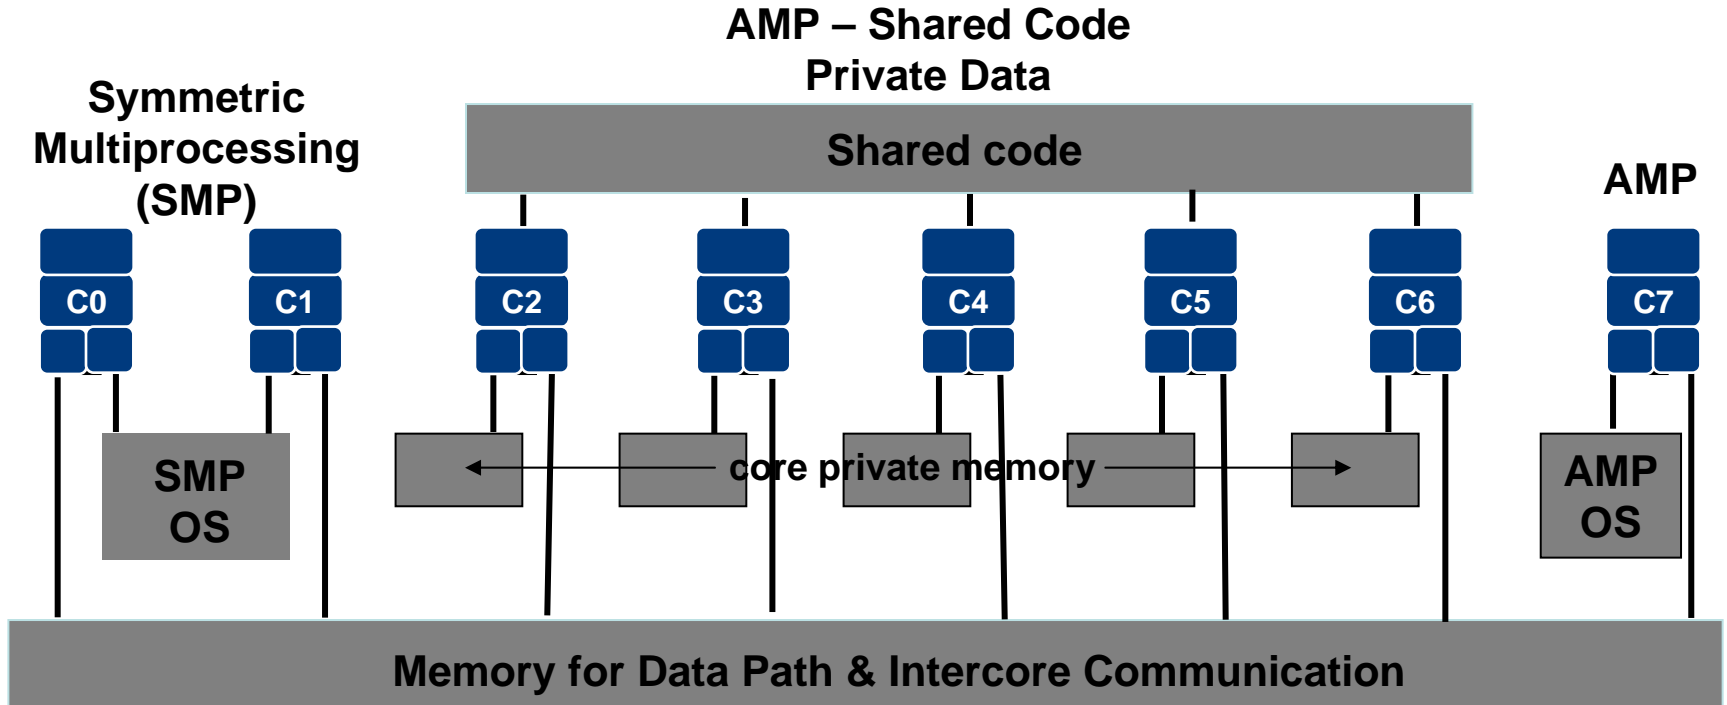 AMP – Shared Code
Private Data
Symmetric
Multiprocessing
(SMP)
Shared code
AMP
C0
C1
C2
C3
C4
C5
C6
C7
SMP
OS
core private memory
AMP
OS
Memory for Data Path & Intercore Communication